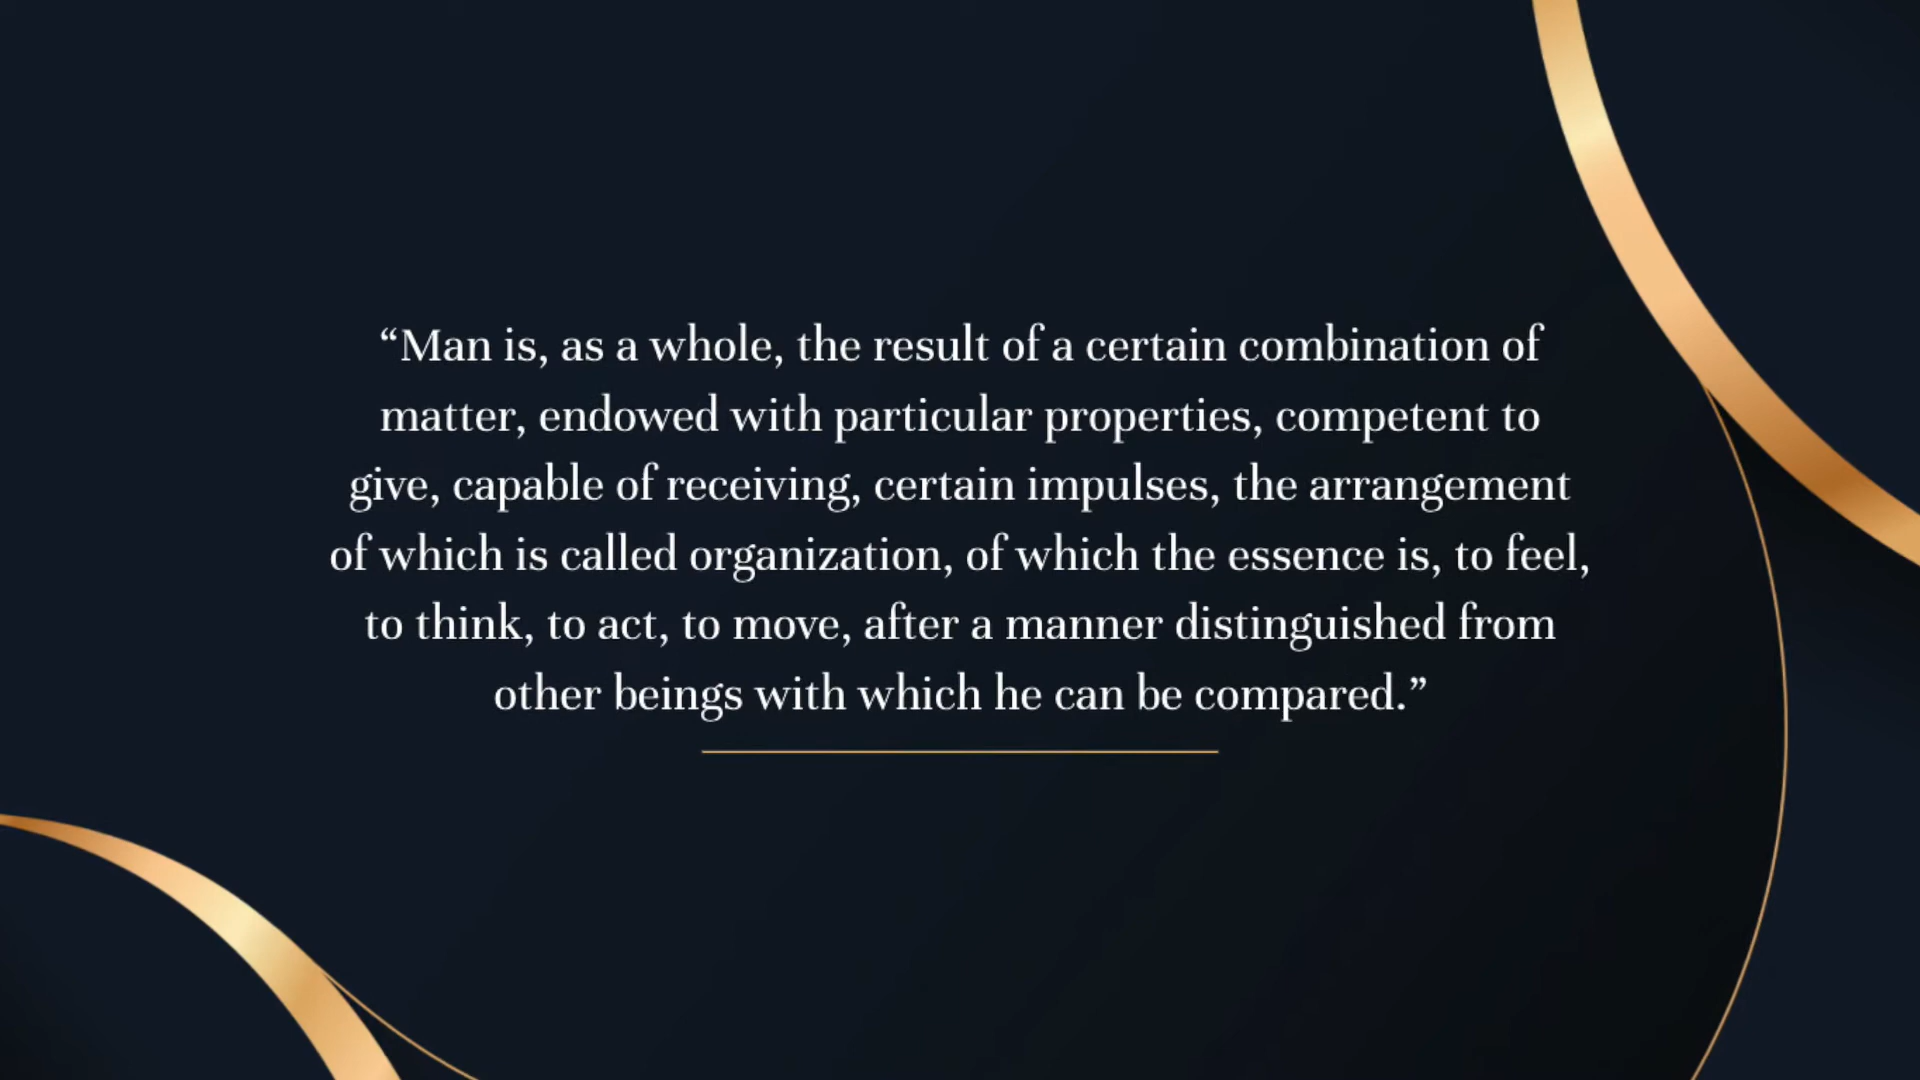 “Man is, as a whole, the result of a certain combination of
matter, endowed with particular properties, competent to
give, capable of receiving, certain impulses, the arrangement
of which is called organization, of which the essence is, to feel,
to think, to act, to move, after a manner distinguished from
other beings with which he can be compared.”